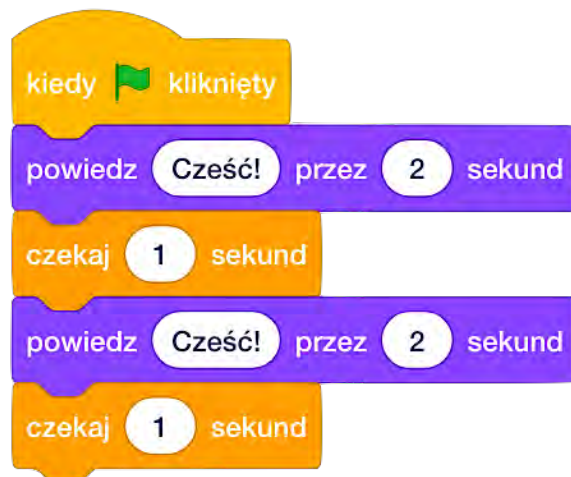 kiedy kliknięty
powiedz Cześć! przez 2 sekund
czekaj 1 sekund
powiedz Cześć! przez 2 sekund
czekaj 1 sekund